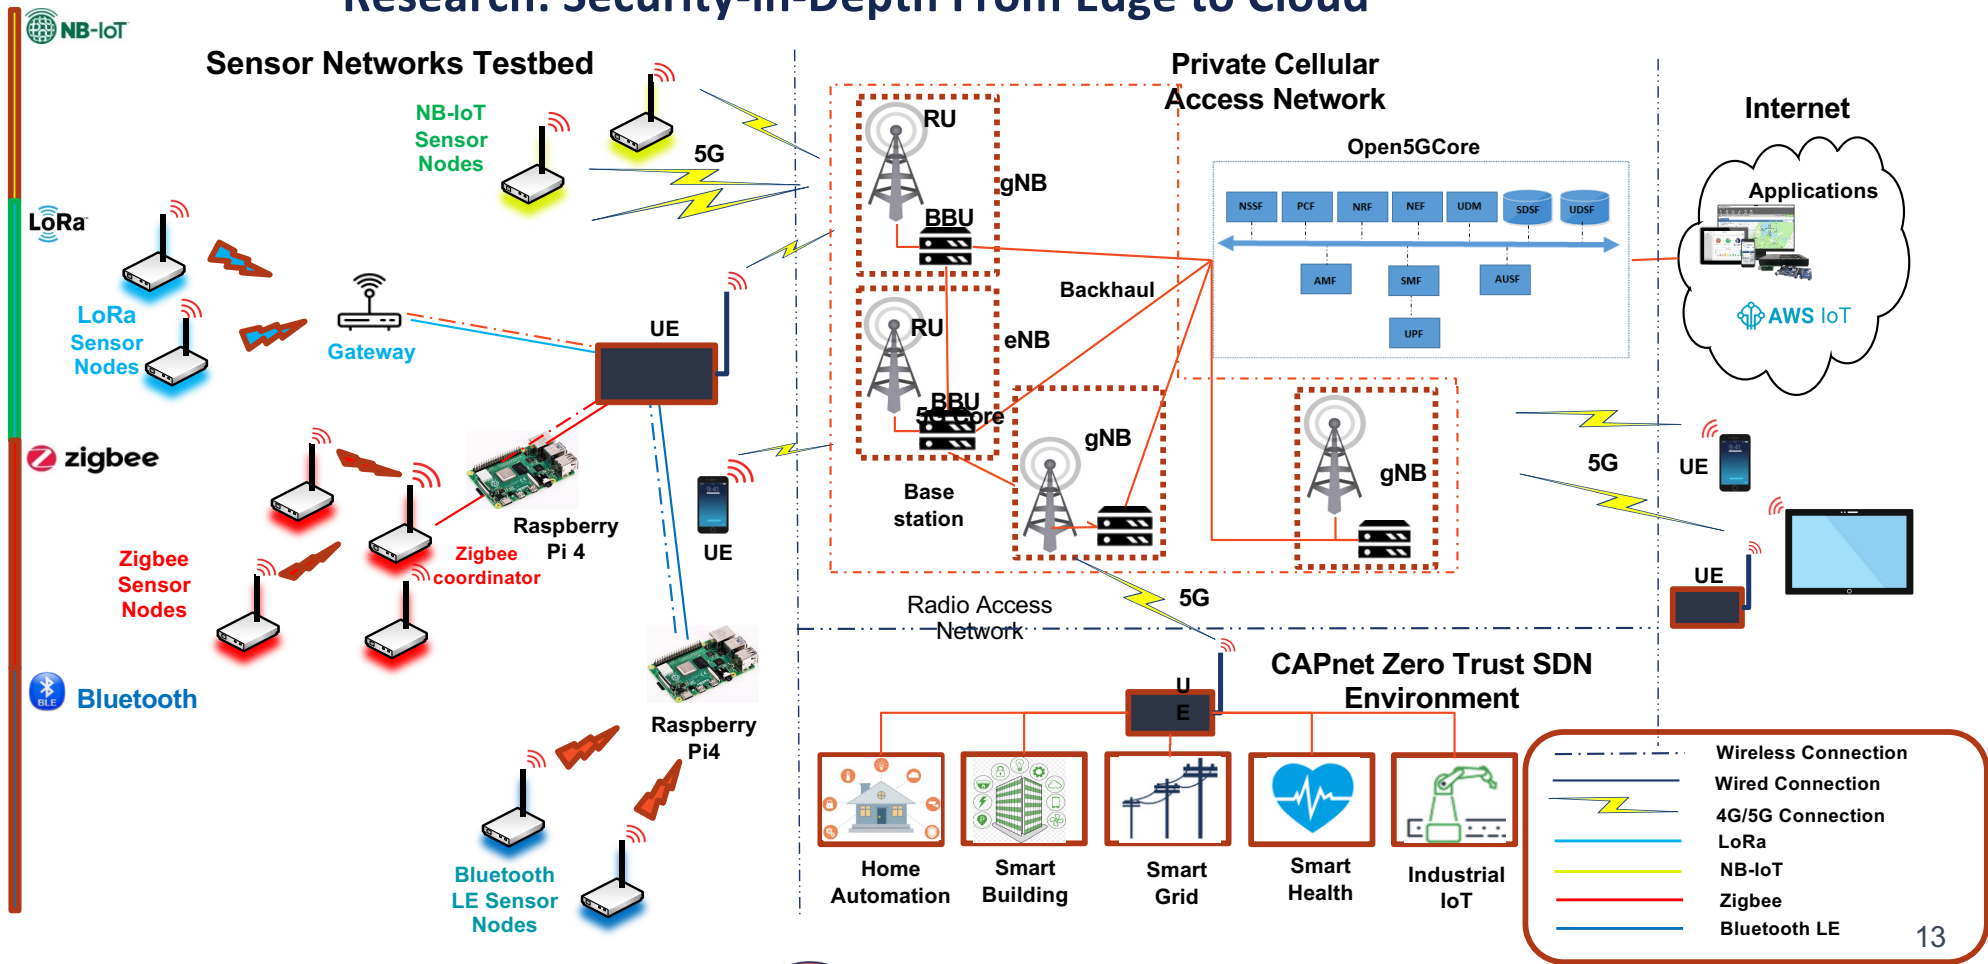 Research: Security-in-Depth From Edge to Cloud
NB-IoT
Sensor Networks Testbed
Private Cellular
Access Network
Internet
NB-IoT
Sensor
Nodes
5G
RU
gNB
BBU
Open5GCore
NSSF
PCF
NRF
NEF
UDM
SDSF
UDSF
AMF
SMF
AUSF
UPF
Applications
AWS IoT
LoRa
LoRa
Sensor
Nodes
Gateway
UE
Backhaul
RU
eNB
BBU
5G Core
gNB
gNB
Base
station
5G
UE
UE
zigbee
Raspberry
Pi 4
UE
Zigbee
Sensor
Nodes
Zigbee
coordinator
Radio Access
Network
5G
BLE
Bluetooth
Raspberry
Pi4
Bluetooth
LE Sensor
Nodes
CAPnet Zero Trust SDN
Environment
U
E
Home
Automation
Smart
Building
Smart
Grid
Smart
Health
Industrial
IoT
Wireless Connection
Wired Connection
4G/5G Connection
LoRa
NB-IoT
Zigbee
Bluetooth LE
13